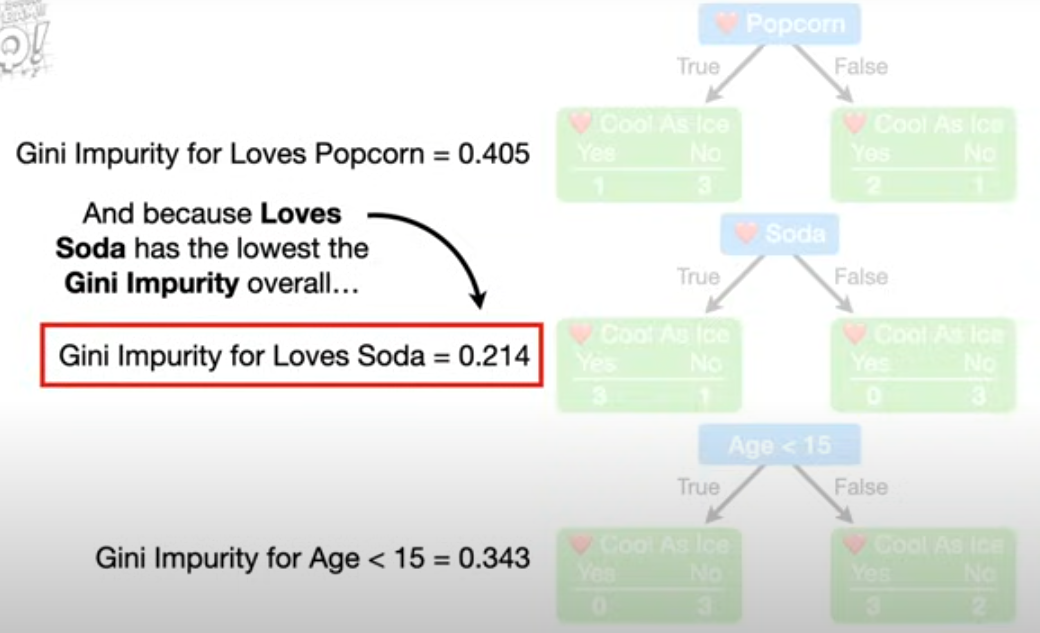 ❤️ Popcorn
True False
❤️ Cool As Ice ❤️ Cool As Ice
Yes No Yes No
1 3 2 1
Gini Impurity for Loves Popcorn = 0.405
And because Loves
Soda has the lowest the
Gini Impurity overall...
❤️ Soda
True False
❤️ Cool As Ice ❤️ Cool As Ice
Yes No Yes No
3 1 0 3
Gini Impurity for Loves Soda = 0.214
Age < 15
True False
❤️ Cool As Ice ❤️ Cool As Ice
Yes No Yes No
0 3 3 2
Gini Impurity for Age < 15 = 0.343